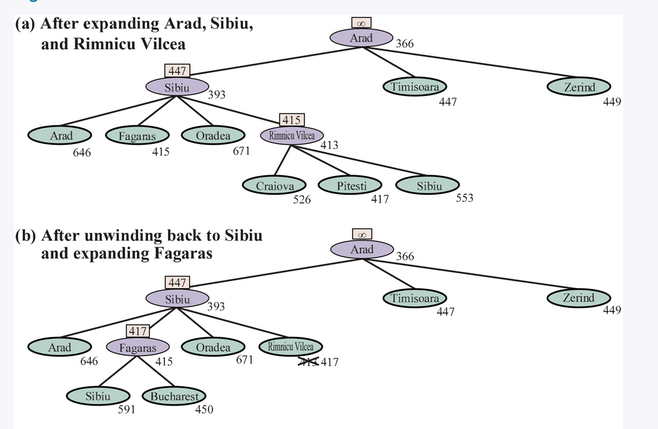 (a) After expanding Arad, Sibiu,
and Rimnicu Vilcea
∞
Arad
366
447
Sibiu
393
Timisoara
447
Zerind
449
Arad
646
Fagaras
415
Oradea
671
415
Rimnicu Vilcea
413
Craiova
526
Pitesti
417
Sibiu
553
(b) After unwinding back to Sibiu
and expanding Fagaras
∞
Arad
366
447
Sibiu
393
Timisoara
447
Zerind
449
Arad
646
417
Fagaras
415
Oradea
671
Rimnicu Vilcea
413 417
Sibiu
591
Bucharest
450